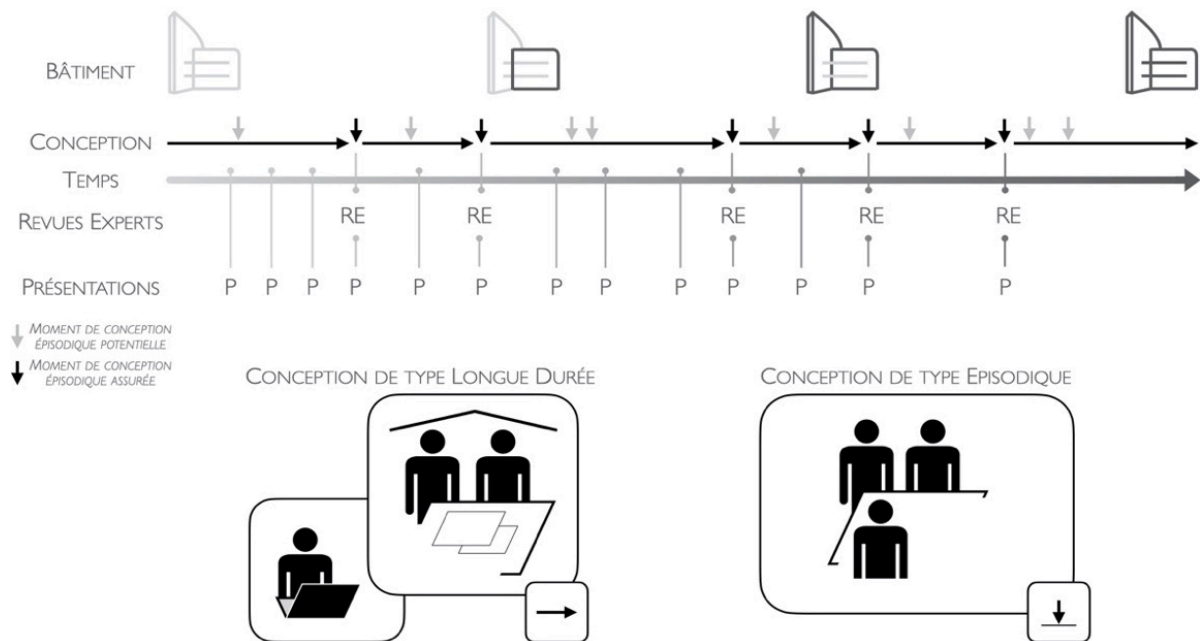 BÂTIMENT
CONCEPTION
TEMPS
REVUES EXPERTS RE RE RE RE RE
PRÉSENTATIONS P P P P P P P P P P P P P
MOMENT DE CONCEPTION
ÉPISODIQUE POTENTIELLE
MOMENT DE CONCEPTION
ÉPISODIQUE ASSURÉE
CONCEPTION DE TYPE LONGUE DURÉE
CONCEPTION DE TYPE EPISODIQUE